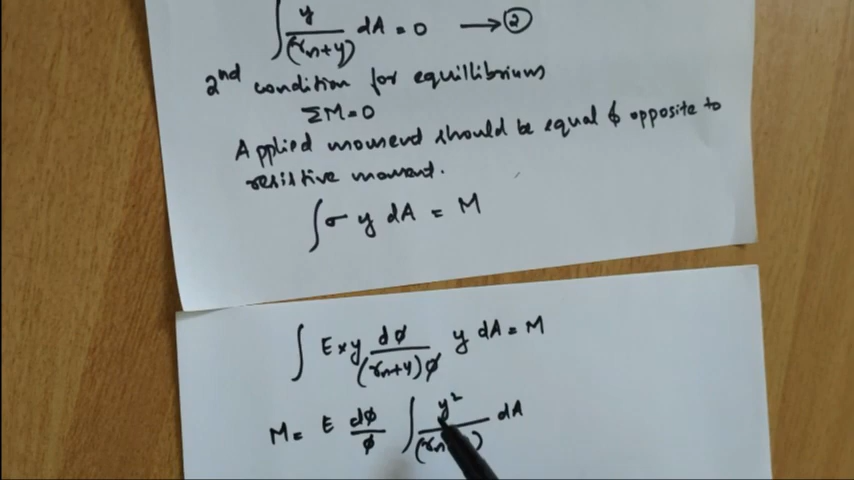 ∫ y/(rn+y) dA = 0 → ②
2nd condition for equillibrium
ΣM=0
Applied moment should be equal & opposite to
resistive moment.
∫σ y dA = M
∫ E×y dφ/(rn+y)φ y dA = M
M = E dφ/φ ∫ y²/(rn ) dA